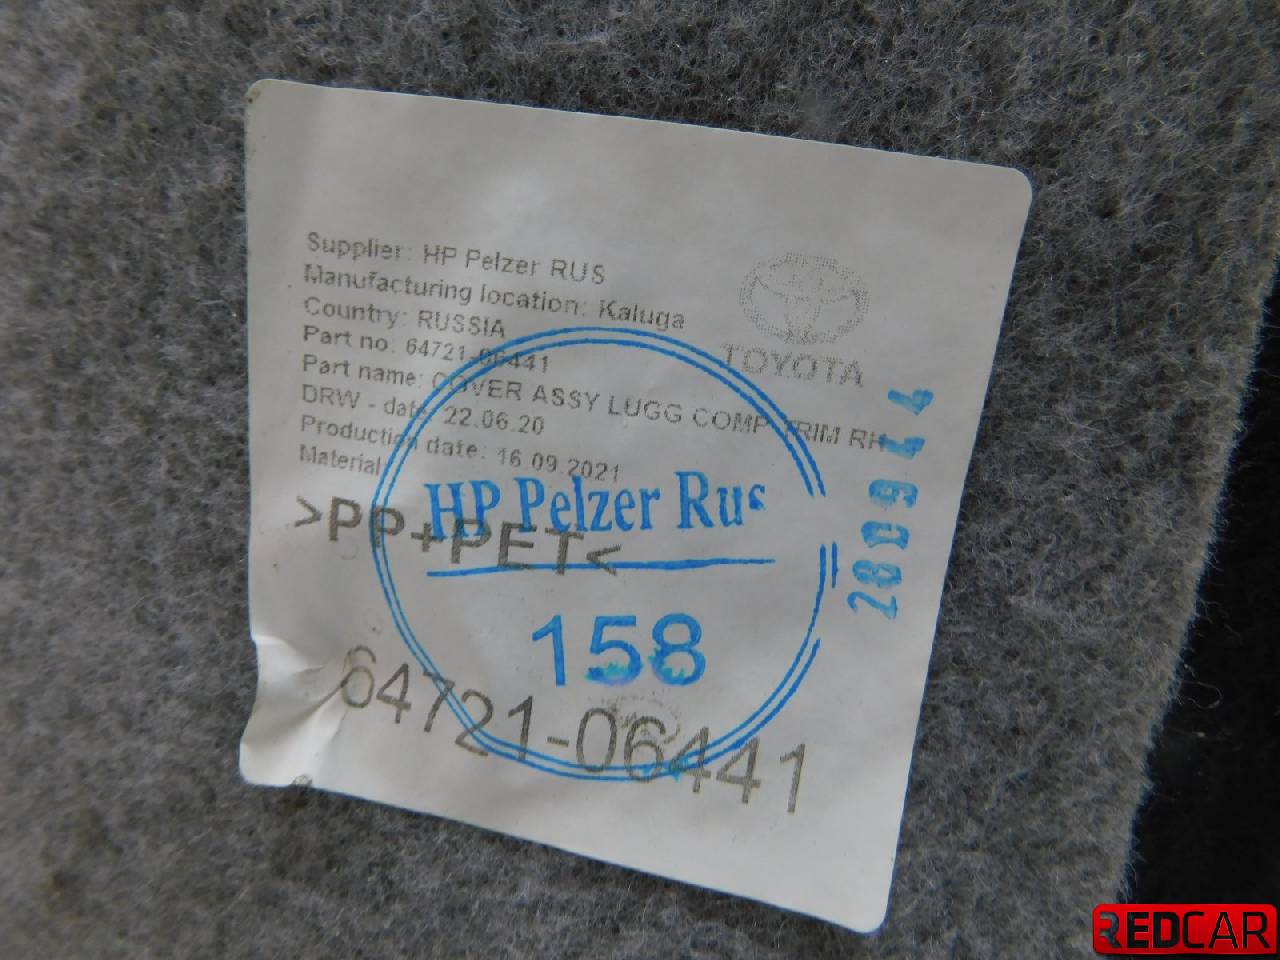 Supplier: HP Pelzer RUS
Manufacturing location: Kaluga
Country: RUSSIA
Part no: 64721-06441
Part name: COVER ASSY LUGG COMP TRIM RH
DRW - date: 22.06.20
Production date: 16.09.2021
Material
>PP+PET<
TOYOTA
HP Pelzer Rus
158
64721-06441
280944
REDCAR